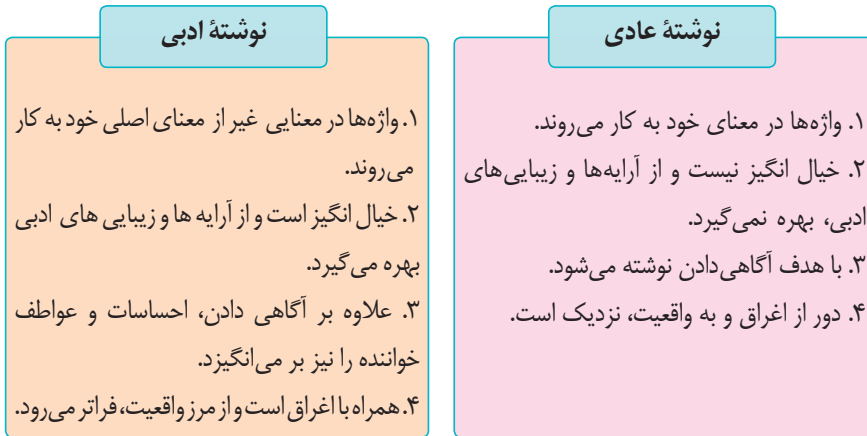 نوشتهٔ عادی
۱. واژه‌ها در معنای خود به کار می‌روند.
۲. خیال انگیز نیست و از آرایه‌ها و زیبایی‌های
ادبی، بهره نمی‌گیرد.
۳. با هدف آگاهی‌دادن نوشته می‌شود.
۴. دور از اغراق و به واقعیت، نزدیک است.
نوشتهٔ ادبی
۱. واژه‌ها در معنایی غیر از معنای اصلی خود به کار
می‌روند.
۲. خیال انگیز است و از آرایه ها و زیبایی های ادبی
بهره می‌گیرد.
۳. علاوه بر آگاهی دادن، احساسات و عواطف
خواننده را نیز بر می‌انگیزد.
۴. همراه با اغراق است و از مرز واقعیت، فراتر می‌رود.